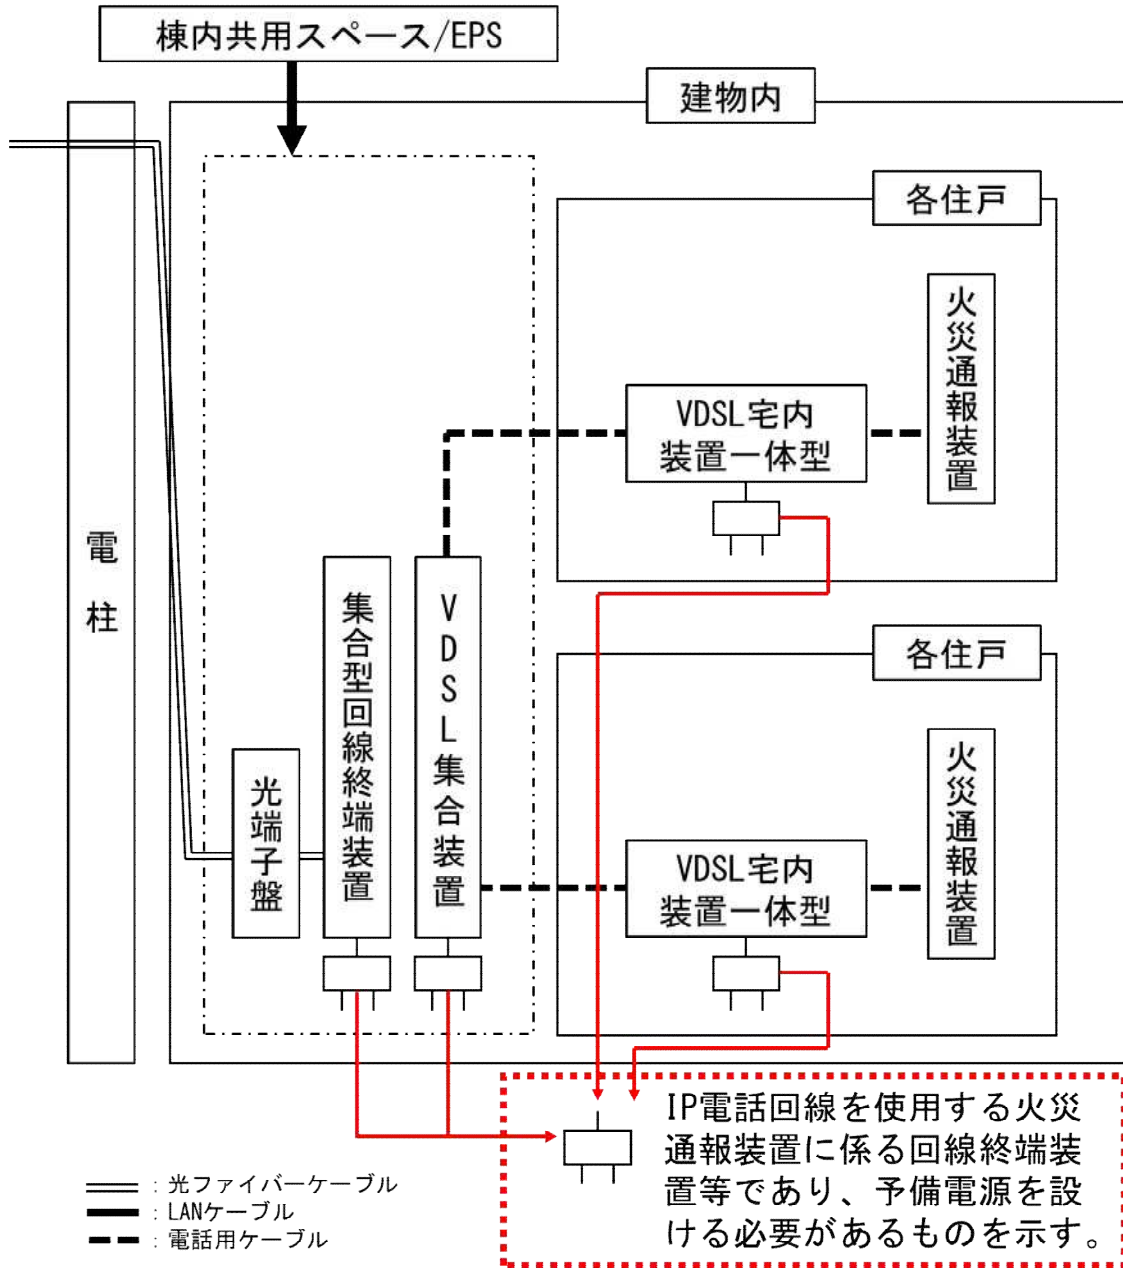 棟内共用スペース/EPS
建物内
電柱
各住戸
火災通報装置
VDSL宅内
装置一体型
集合型回線終端装置
VDSL集合装置
光端子盤
各住戸
火災通報装置
VDSL宅内
装置一体型
IP電話回線を使用する火災
通報装置に係る回線終端装
置等であり、予備電源を設
ける必要があるものを示す。
:光ファイバーケーブル
:LANケーブル
:電話用ケーブル